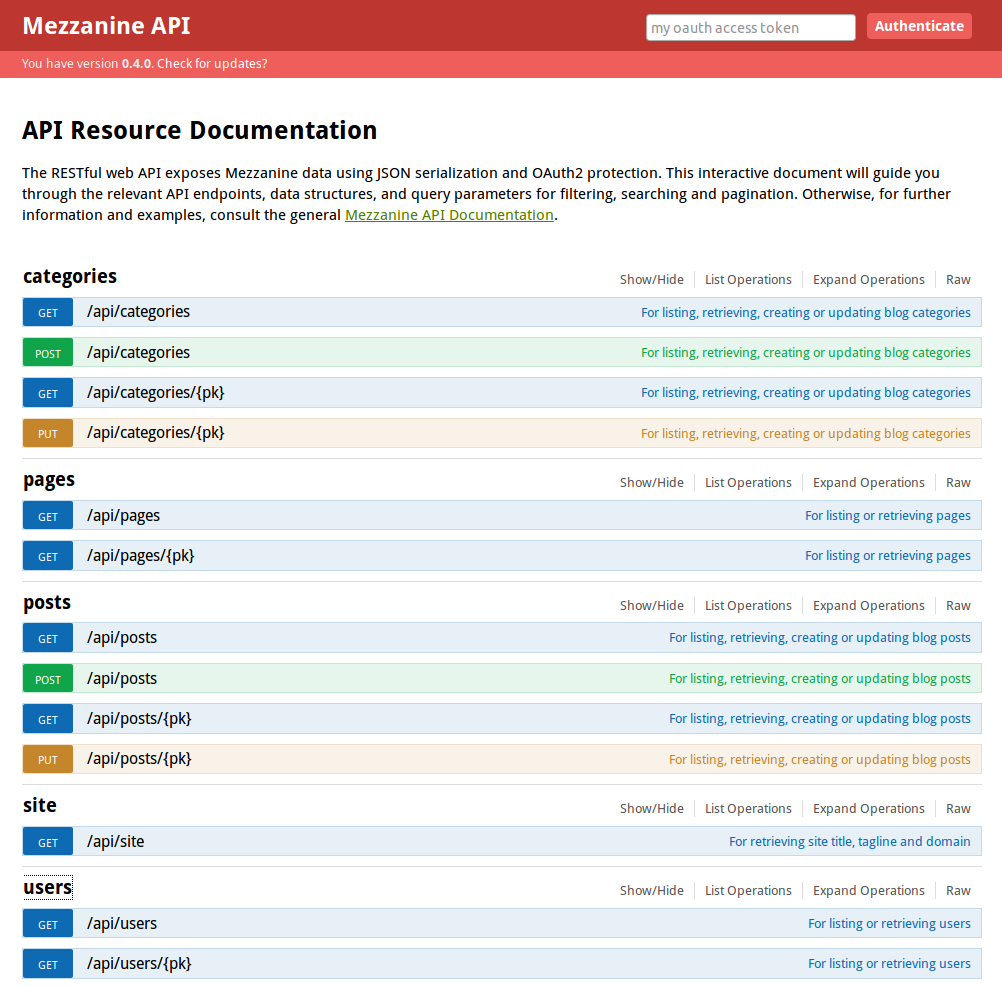 Mezzanine API
my oauth access token Authenticate
You have version 0.4.0. Check for updates?
API Resource Documentation
The RESTful web API exposes Mezzanine data using JSON serialization and OAuth2 protection. This interactive document will guide you
through the relevant API endpoints, data structures, and query parameters for filtering, searching and pagination. Otherwise, for further
information and examples, consult the general Mezzanine API Documentation.
categories Show/Hide List Operations Expand Operations Raw
GET /api/categories For listing, retrieving, creating or updating blog categories
POST /api/categories For listing, retrieving, creating or updating blog categories
GET /api/categories/{pk} For listing, retrieving, creating or updating blog categories
PUT /api/categories/{pk} For listing, retrieving, creating or updating blog categories
pages Show/Hide List Operations Expand Operations Raw
GET /api/pages For listing or retrieving pages
GET /api/pages/{pk} For listing or retrieving pages
posts Show/Hide List Operations Expand Operations Raw
GET /api/posts For listing, retrieving, creating or updating blog posts
POST /api/posts For listing, retrieving, creating or updating blog posts
GET /api/posts/{pk} For listing, retrieving, creating or updating blog posts
PUT /api/posts/{pk} For listing, retrieving, creating or updating blog posts
site Show/Hide List Operations Expand Operations Raw
GET /api/site For retrieving site title, tagline and domain
users Show/Hide List Operations Expand Operations Raw
GET /api/users For listing or retrieving users
GET /api/users/{pk} For listing or retrieving users